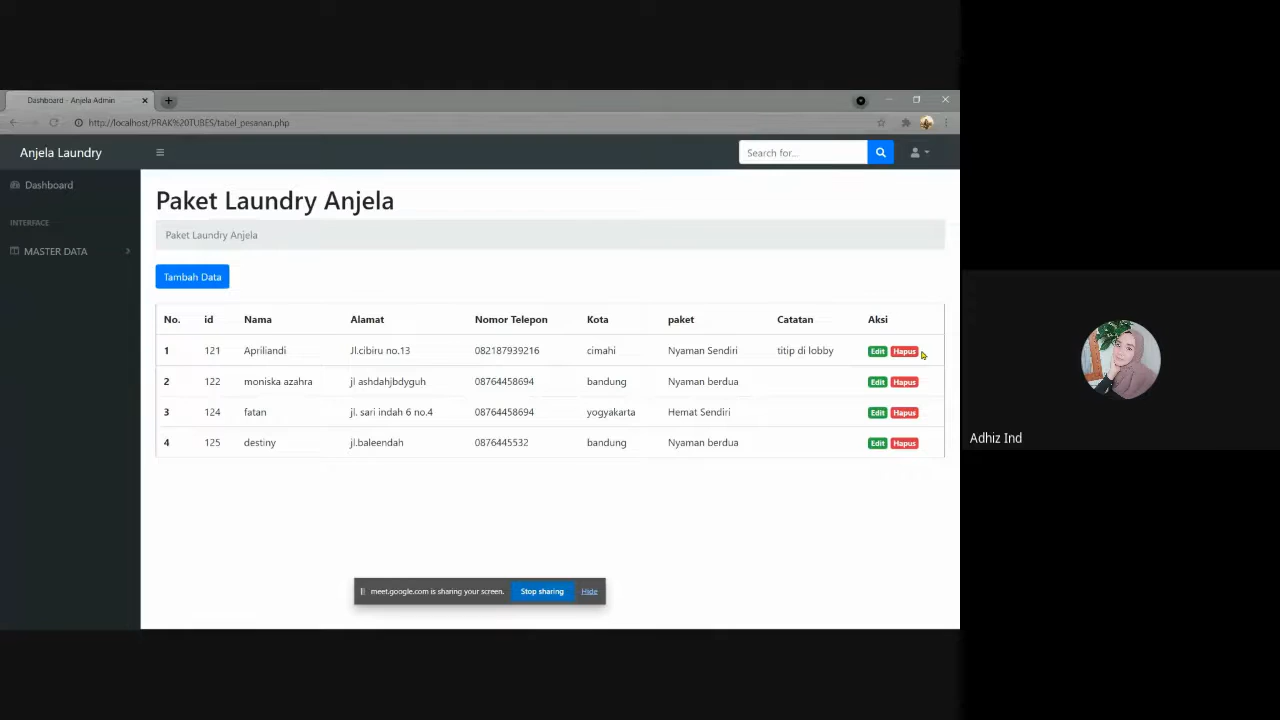 Dashboard - Anjela Admin
http://localhost/PRAK%20TUBES/tabel_pesanan.php
Anjela Laundry
Search for...
Dashboard
INTERFACE
MASTER DATA
Paket Laundry Anjela
Paket Laundry Anjela
Tambah Data
No. id Nama Alamat Nomor Telepon Kota paket Catatan Aksi
1 121 Apriliandi Jl.cibiru no.13 082187939216 cimahi Nyaman Sendiri titip di lobby Edit Hapus
2 122 moniska azahra jl ashdahjbdyguh 08764458694 bandung Nyaman berdua Edit Hapus
3 124 fatan jl. sari indah 6 no.4 08764458694 yogyakarta Hemat Sendiri Edit Hapus
4 125 destiny jl.baleendah 0876445532 bandung Nyaman berdua Edit Hapus
meet.google.com is sharing your screen. Stop sharing Hide
Adhiz Ind